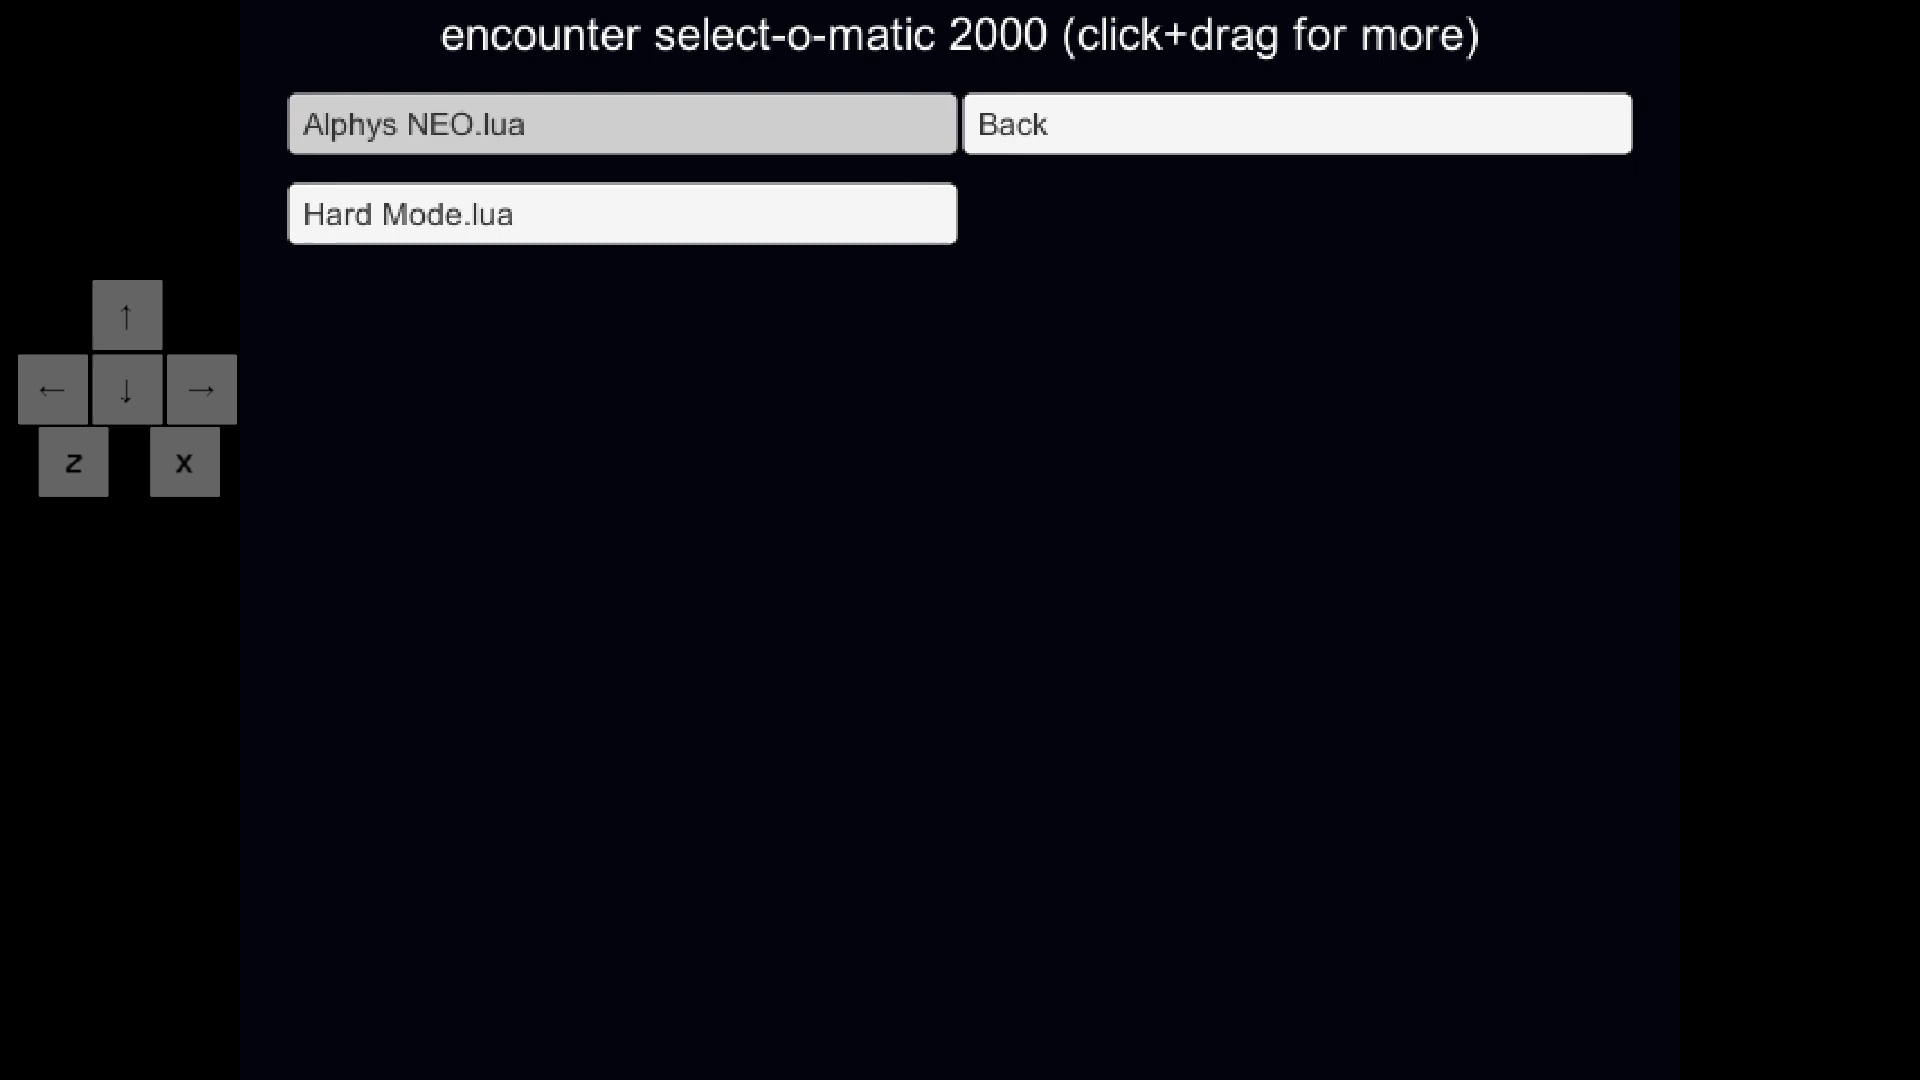 encounter select-o-matic 2000 (click+drag for more)
Alphys NEO.lua
Back
Hard Mode.lua
↑
← ↓ →
Z X